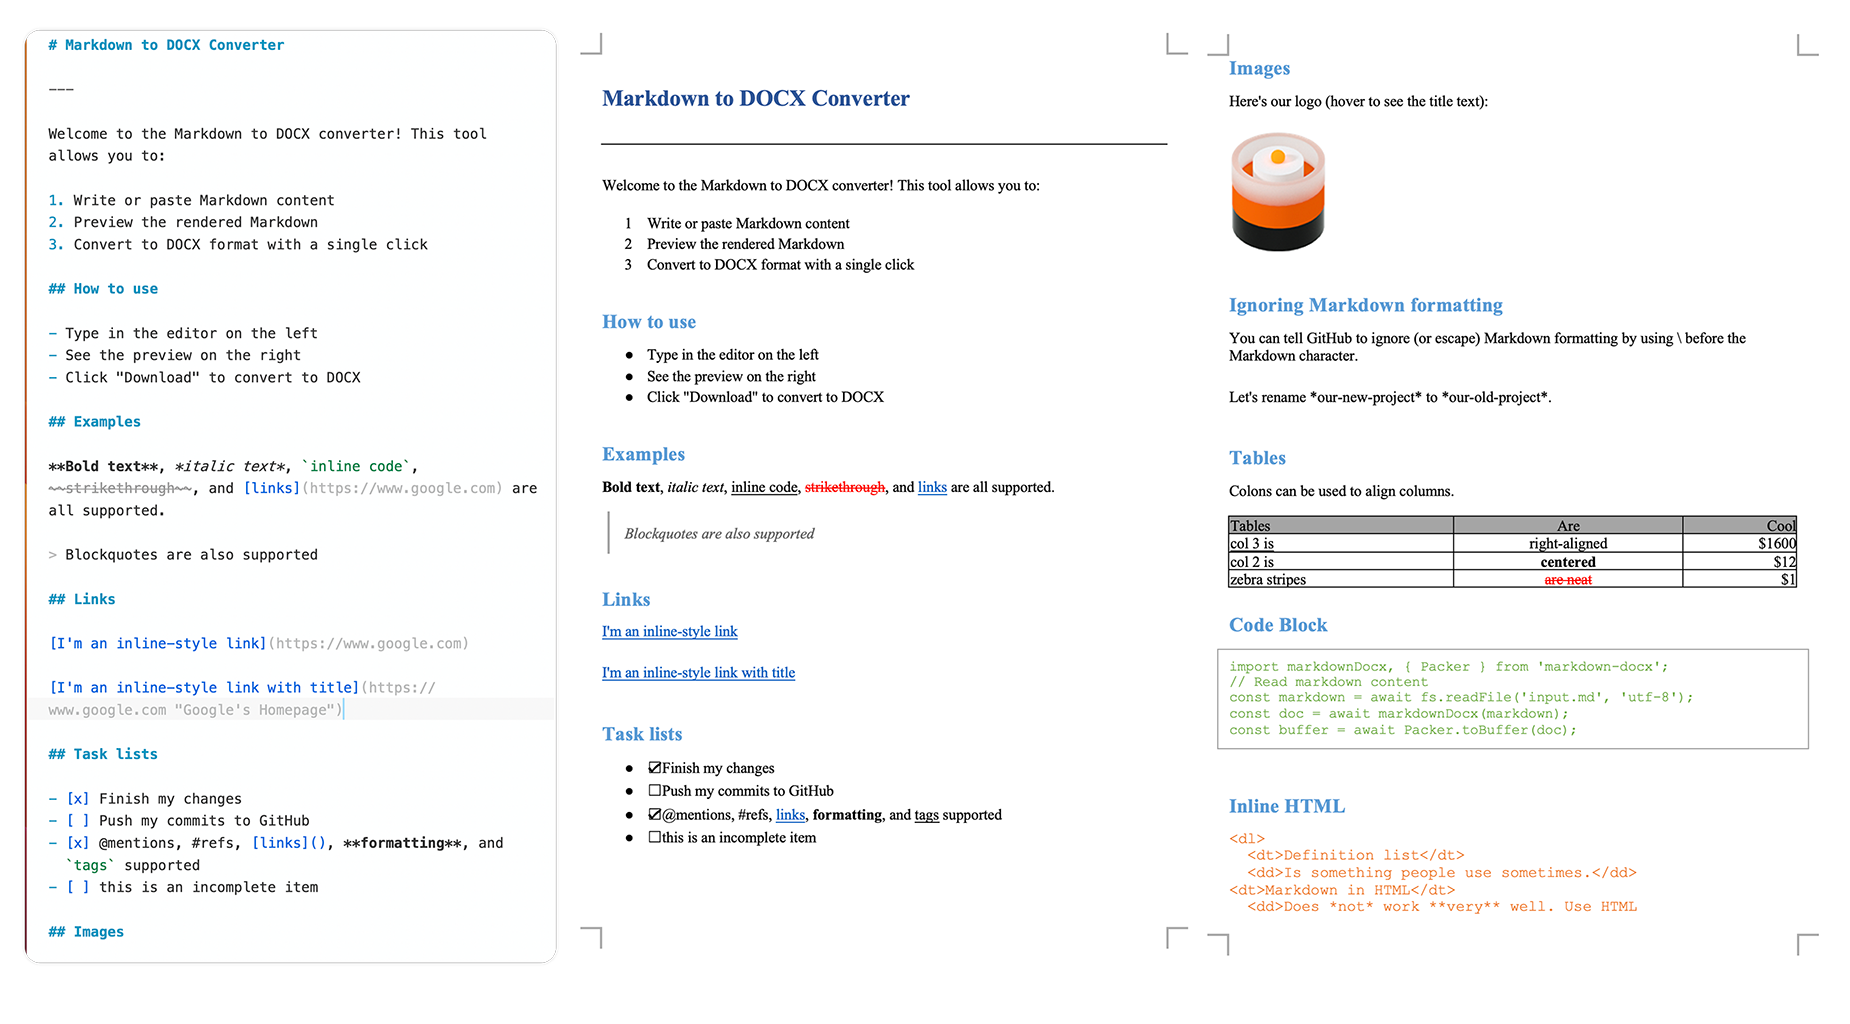 # Markdown to DOCX Converter
---
Welcome to the Markdown to DOCX converter! This tool
allows you to:
1. Write or paste Markdown content
2. Preview the rendered Markdown
3. Convert to DOCX format with a single click
## How to use
- Type in the editor on the left
- See the preview on the right
- Click "Download" to convert to DOCX
## Examples
**Bold text**, *italic text*, `inline code`,
~~strikethrough~~, and [links](https://www.google.com) are
all supported.
> Blockquotes are also supported
## Links
[I'm an inline-style link](https://www.google.com)
[I'm an inline-style link with title](https://
www.google.com "Google's Homepage")
## Task lists
- [x] Finish my changes
- [ ] Push my commits to GitHub
- [x] @mentions, #refs, [links](), **formatting**, and
`tags` supported
- [ ] this is an incomplete item
## Images
Markdown to DOCX Converter
Welcome to the Markdown to DOCX converter! This tool allows you to:
1 Write or paste Markdown content
2 Preview the rendered Markdown
3 Convert to DOCX format with a single click
How to use
● Type in the editor on the left
● See the preview on the right
● Click "Download" to convert to DOCX
Examples
Bold text, italic text, inline code, strikethrough, and links are all supported.
Blockquotes are also supported
Links
I'm an inline-style link
I'm an inline-style link with title
Task lists
● ☑Finish my changes
● ☐Push my commits to GitHub
● ☑@mentions, #refs, links, formatting, and tags supported
● ☐this is an incomplete item
Images
Here's our logo (hover to see the title text):
Ignoring Markdown formatting
You can tell GitHub to ignore (or escape) Markdown formatting by using \ before the
Markdown character.
Let's rename *our-new-project* to *our-old-project*.
Tables
Colons can be used to align columns.
Tables Are Cool
col 3 is right-aligned $1600
col 2 is centered $12
zebra stripes are neat $1
Code Block
import markdownDocx, { Packer } from 'markdown-docx';
// Read markdown content
const markdown = await fs.readFile('input.md', 'utf-8');
const doc = await markdownDocx(markdown);
const buffer = await Packer.toBuffer(doc);
Inline HTML
<dl>
<dt>Definition list</dt>
<dd>Is something people use sometimes.</dd>
<dt>Markdown in HTML</dt>
<dd>Does *not* work **very** well. Use HTML